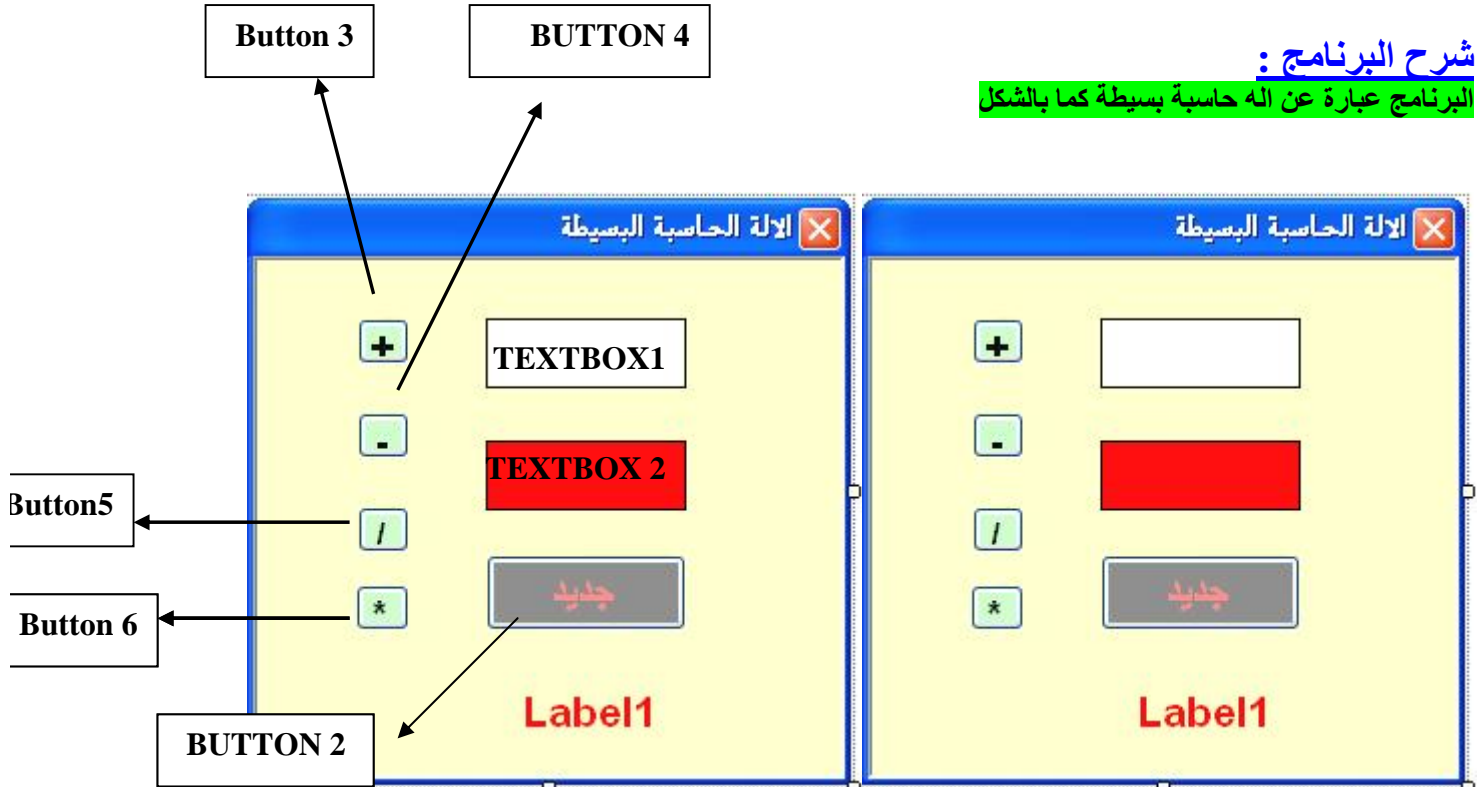 Button 3
BUTTON 4
شرح البرنامج :
البرنامج عبارة عن اله حاسبة بسيطة كما بالشكل
الالة الحاسبة البسيطة
الالة الحاسبة البسيطة
+
TEXTBOX1
+
-
TEXTBOX 2
-
Button5
/
/
جديد
جديد
Button 6
*
*
Label1
Label1
BUTTON 2